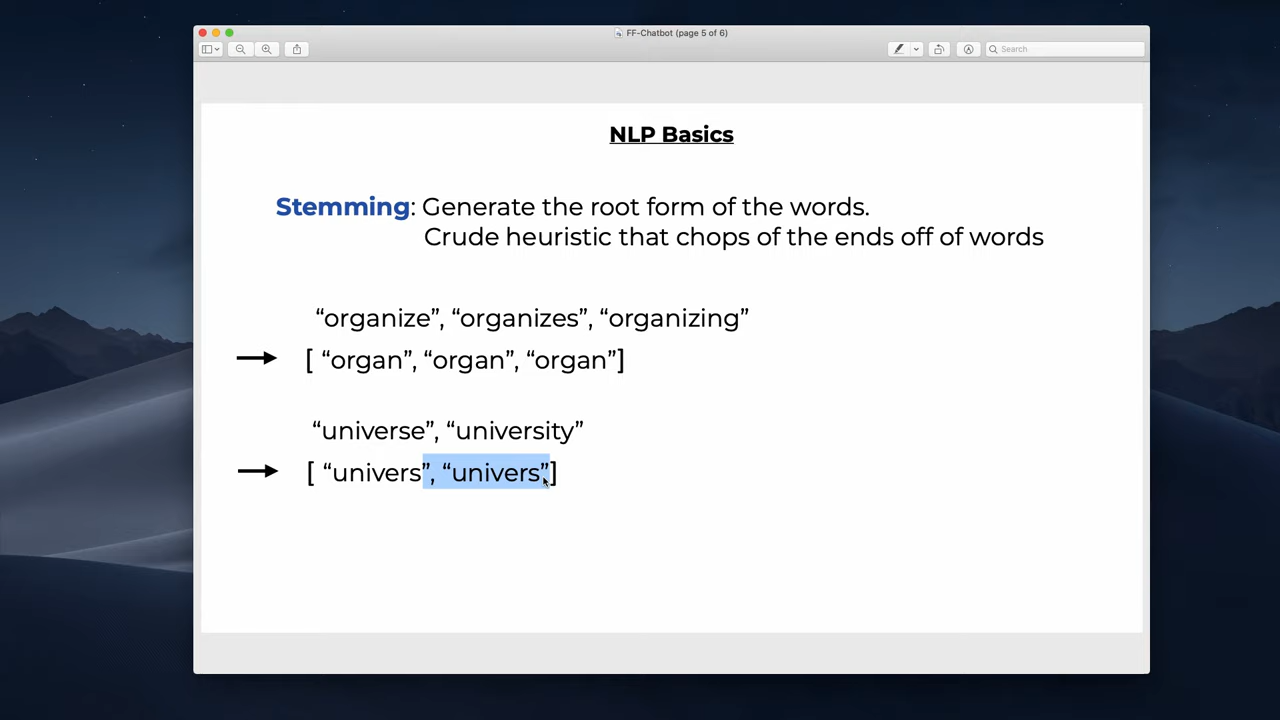 FF-Chatbot (page 5 of 6)
Search
NLP Basics
Stemming: Generate the root form of the words.
Crude heuristic that chops of the ends off of words
“organize”, “organizes”, “organizing”
[ “organ”, “organ”, “organ”]
“universe”, “university”
[ “univers”, “univers”]